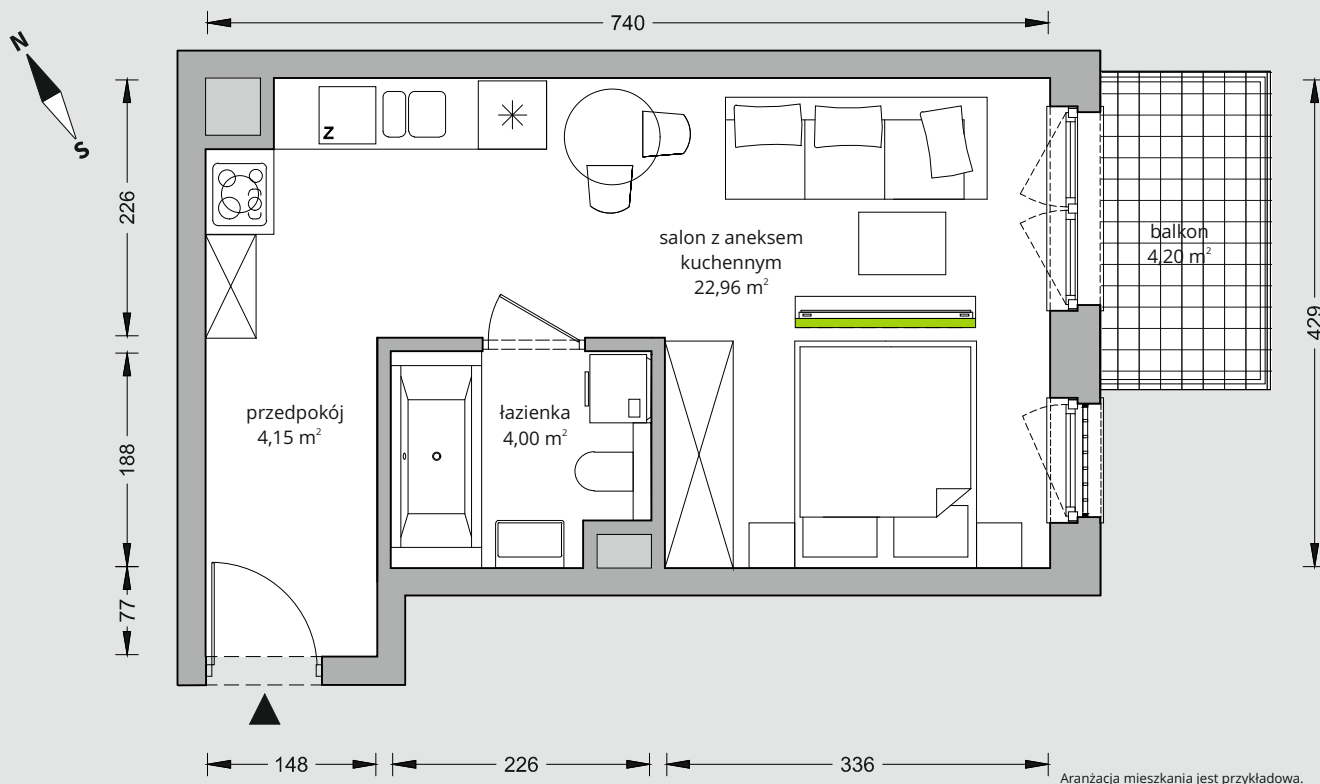 740
N
S
226
188
77
Z
salon z aneksem
kuchennym
22,96 m²
balkon
4,20 m²
429
przedpokój
4,15 m²
łazienka
4,00 m²
148
226
336
Aranżacja mieszkania jest przykładowa.